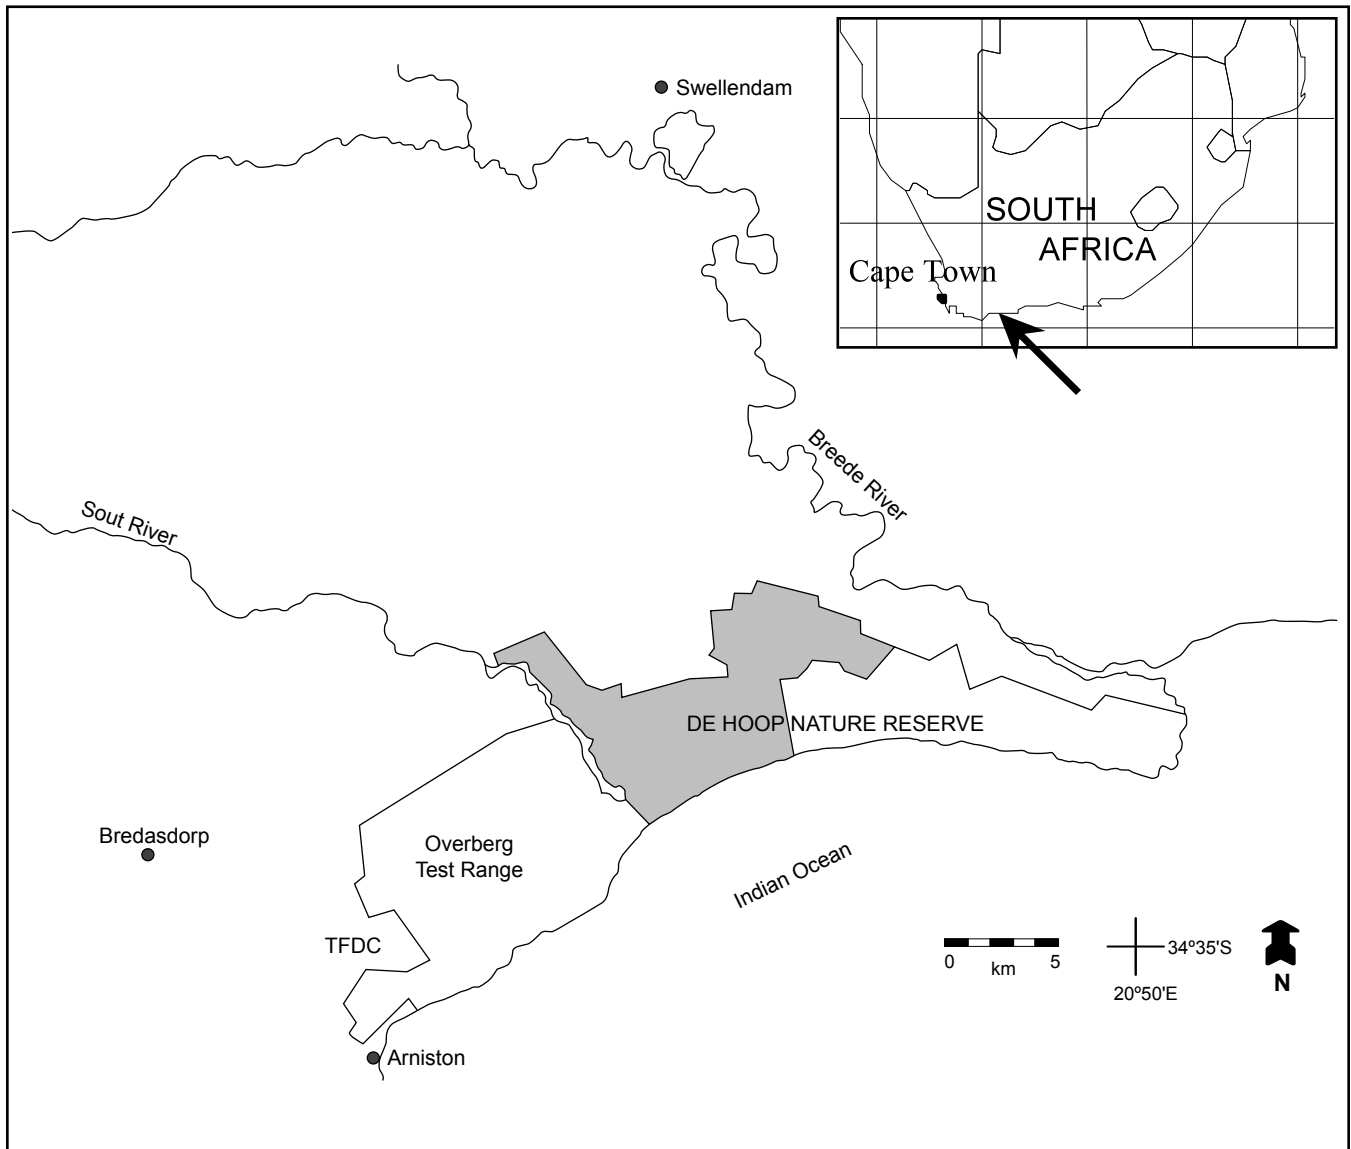 Swellendam
SOUTH
AFRICA
Cape Town
Breede River
Sout River
DE HOOP NATURE RESERVE
Bredasdorp
Overberg
Test Range
Indian Ocean
TFDC
34º35'S
0
km
5
20º50'E
N
Arniston